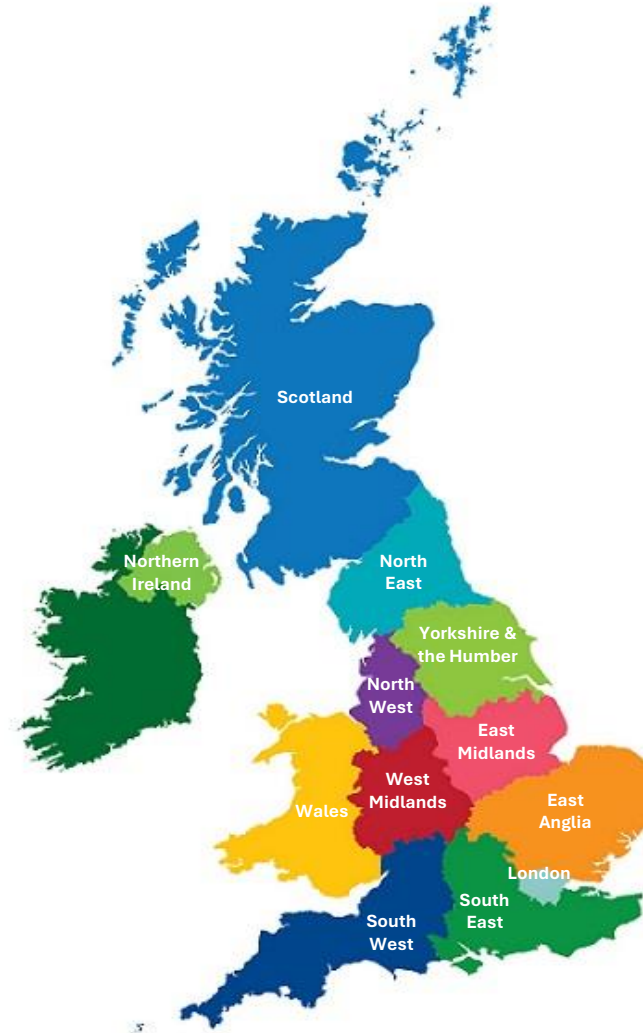 Scotland
Northern
Ireland
North
East
Yorkshire &
the Humber
North
West
East
Midlands
West
Midlands
Wales
East
Anglia
London
South
East
South
West